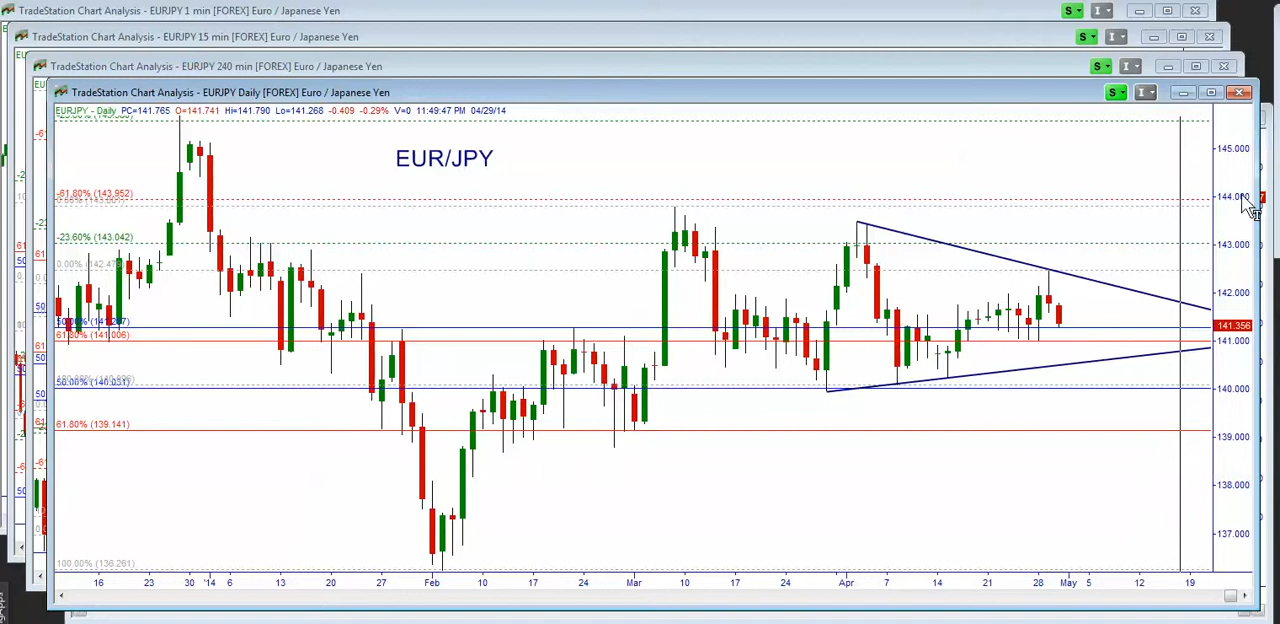 TradeStation Chart Analysis - EURJPY 1 min [FOREX] Euro / Japanese Yen
S I
TradeStation Chart Analysis - EURJPY 15 min [FOREX] Euro / Japanese Yen
S I
TradeStation Chart Analysis - EURJPY 240 min [FOREX] Euro / Japanese Yen
S I
TradeStation Chart Analysis - EURJPY Daily [FOREX] Euro / Japanese Yen
S I
EURJPY - Daily PC=141.765 O=141.741 Hi=141.790 Lo=141.268 -0.409 -0.29% V=0 11:49:47 PM 04/29/14
EUR/JPY
145.000
-61.80% (143.952)
144.000
-23.60% (143.042)
143.000
142.000
141.356
61.80% (141.006)
141.000
50.00% (140.031)
140.000
61.80% (139.141)
139.000
138.000
137.000
100.00% (136.261)
16 23 30 '14 6 13 20 27 Feb 10 17 24 Mar 10 17 24 Apr 7 14 21 28 May 5 12 19